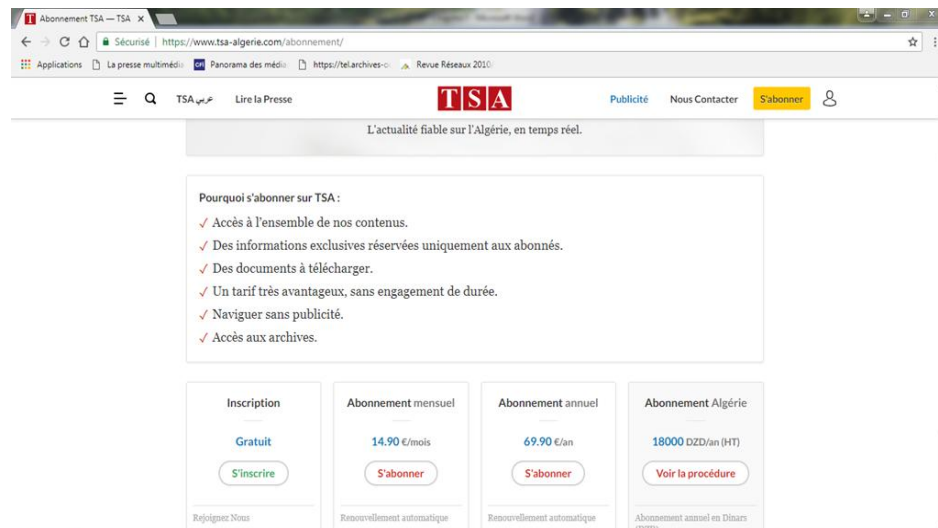 Abonnement TSA — TSA
Sécurisé | https://www.tsa-algerie.com/abonnement/
Applications La presse multimédia Panorama des média https://tel.archives-o Revue Réseaux 2010
TSA عربي Lire la Presse TSA Publicité Nous Contacter S'abonner
L'actualité fiable sur l'Algérie, en temps réel.
Pourquoi s'abonner sur TSA :
✓ Accès à l'ensemble de nos contenus.
✓ Des informations exclusives réservées uniquement aux abonnés.
✓ Des documents à télécharger.
✓ Un tarif très avantageux, sans engagement de durée.
✓ Naviguer sans publicité.
✓ Accès aux archives.
Inscription Abonnement mensuel Abonnement annuel Abonnement Algérie
Gratuit 14.90 €/mois 69.90 €/an 18000 DZD/an (HT)
S'inscrire S'abonner S'abonner Voir la procédure
Rejoignez Nous Renouvellement automatique Renouvellement automatique Abonnement annuel en Dinars